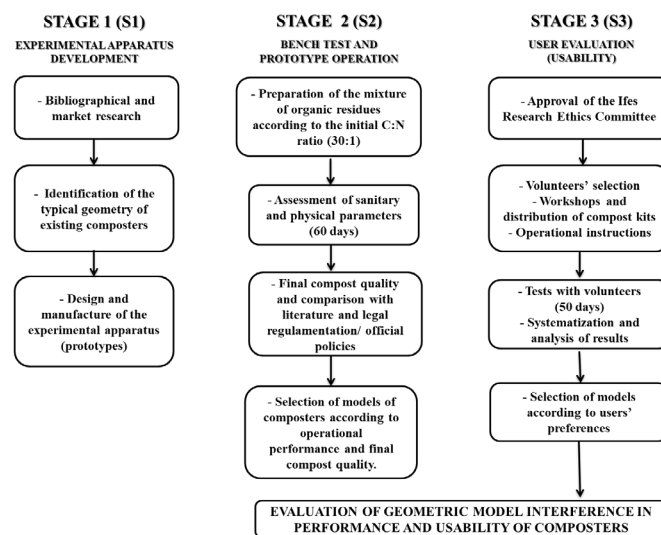 STAGE 1 (S1)
EXPERIMENTAL APPARATUS
DEVELOPMENT
- Bibliographical and
market research
- Identification of the
typical geometry of
existing composters
- Design and
manufacture of the
experimental apparatus
(prototypes)
STAGE 2 (S2)
BENCH TEST AND
PROTOTYPE OPERATION
- Preparation of the mixture
of organic residues
according to the initial C:N
ratio (30:1)
- Assessment of sanitary
and physical parameters
(60 days)
- Final compost quality
and comparison with
literature and legal
regulamentation/ official
policies
- Selection of models of
composters according to
operational
performance and final
compost quality.
STAGE 3 (S3)
USER EVALUATION
(USABILITY)
- Approval of the Ifes
Research Ethics Committee
- Volunteers' selection
- Workshops and
distribution of compost kits
- Operational instructions
- Tests with volunteers
(50 days)
- Systematization and
analysis of results
- Selection of models
according to users'
preferences
EVALUATION OF GEOMETRIC MODEL INTERFERENCE IN
PERFORMANCE AND USABILITY OF COMPOSTERS